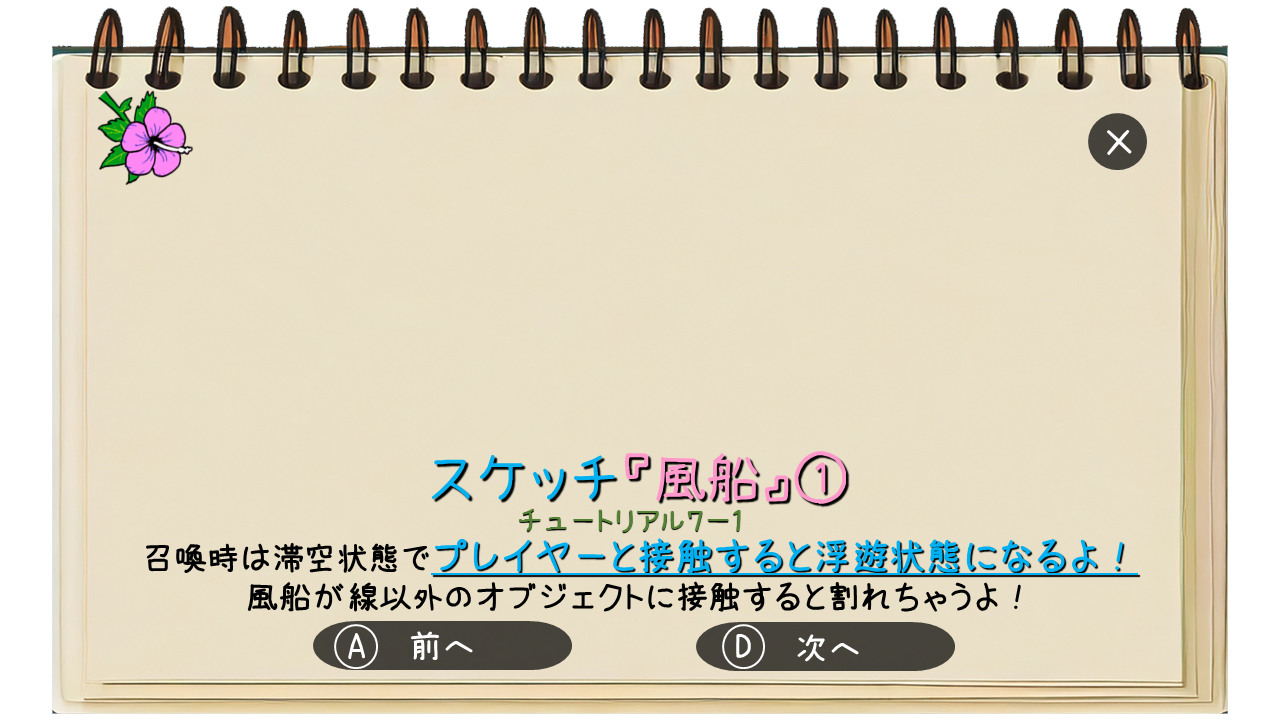 スケッチ『風船』①
チュートリアル7ー1
召喚時は滞空状態でプレイヤーと接触すると浮遊状態になるよ！
風船が線以外のオブジェクトに接触すると割れちゃうよ！
Ⓐ 前へ
Ⓓ 次へ